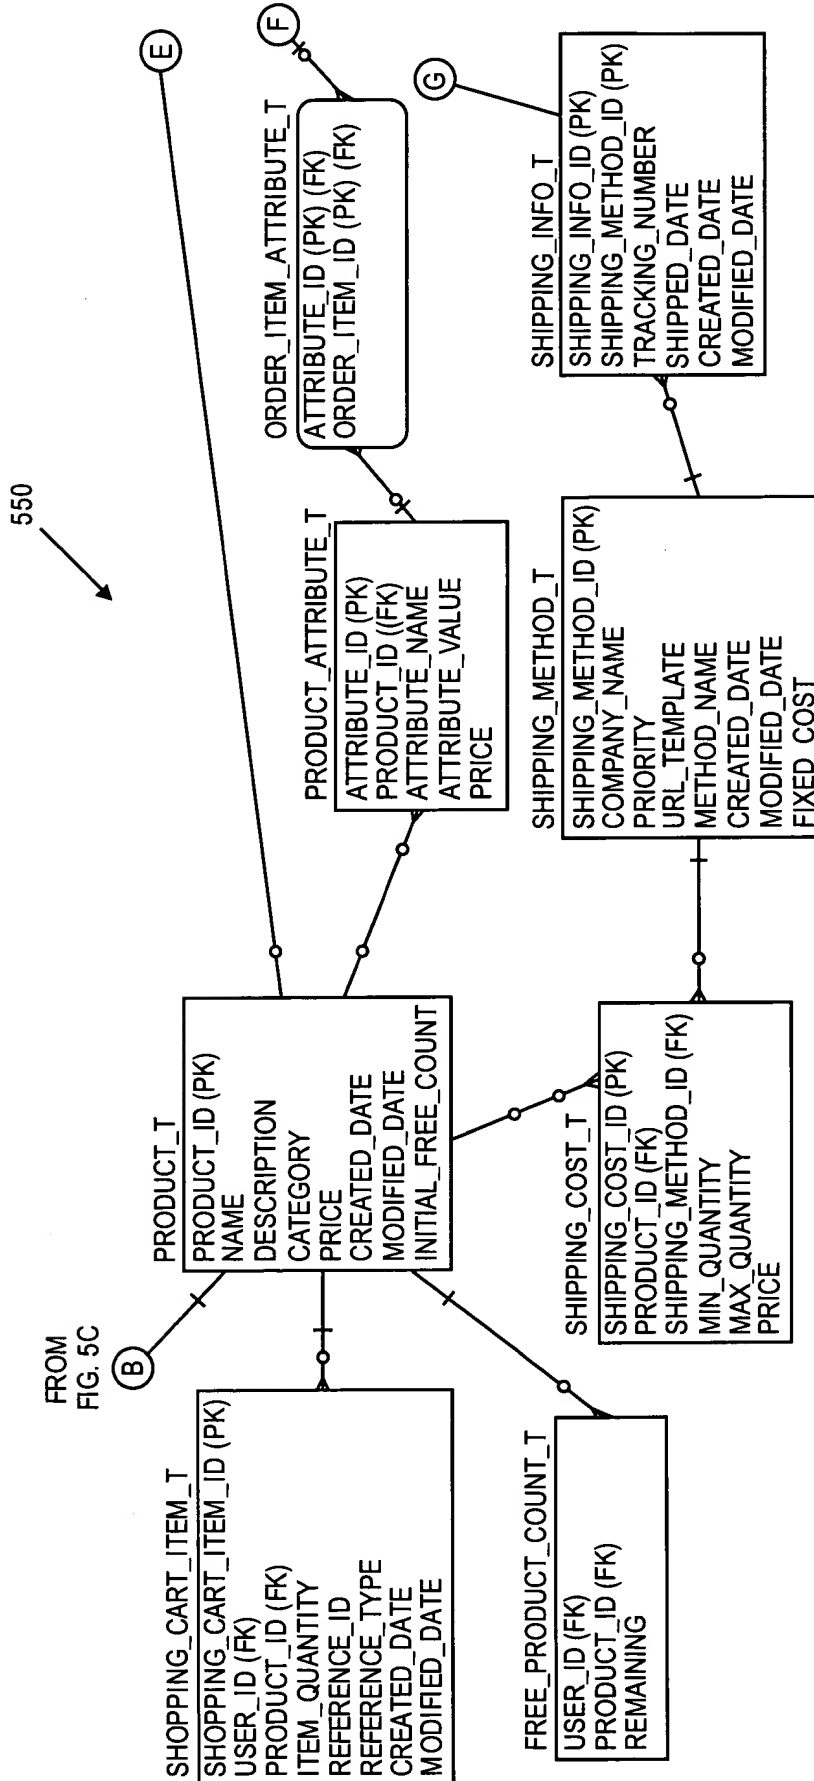 550
FROM
FIG. 5C
B
E
F
G
SHOPPING_CART_ITEM_T
SHOPPING_CART_ITEM_ID (PK)
USER_ID (FK)
PRODUCT_ID (FK)
ITEM_QUANTITY
REFERENCE_ID
REFERENCE_TYPE
CREATED_DATE
MODIFIED_DATE
PRODUCT_T
PRODUCT_ID (PK)
NAME
DESCRIPTION
CATEGORY
PRICE
CREATED_DATE
MODIFIED_DATE
INITIAL_FREE_COUNT
ORDER_ITEM_ATTRIBUTE_T
ATTRIBUTE_ID (PK) (FK)
ORDER_ITEM_ID (PK) (FK)
PRODUCT_ATTRIBUTE_T
ATTRIBUTE_ID (PK)
PRODUCT_ID ((FK)
ATTRIBUTE_NAME
ATTRIBUTE_VALUE
PRICE
FREE_PRODUCT_COUNT_T
USER_ID (FK)
PRODUCT_ID (FK)
REMAINING
SHIPPING_COST_T
SHIPPING_COST_ID (PK)
PRODUCT_ID (FK)
SHIPPING_METHOD_ID (FK)
MIN_QUANTITY
MAX_QUANTITY
PRICE
SHIPPING_METHOD_T
SHIPPING_METHOD_ID (PK)
COMPANY_NAME
PRIORITY
URL_TEMPLATE
METHOD_NAME
CREATED_DATE
MODIFIED_DATE
FIXED_COST
SHIPPING_INFO_T
SHIPPING_INFO_ID (PK)
SHIPPING_METHOD_ID (PK)
TRACKING_NUMBER
SHIPPED_DATE
CREATED_DATE
MODIFIED_DATE